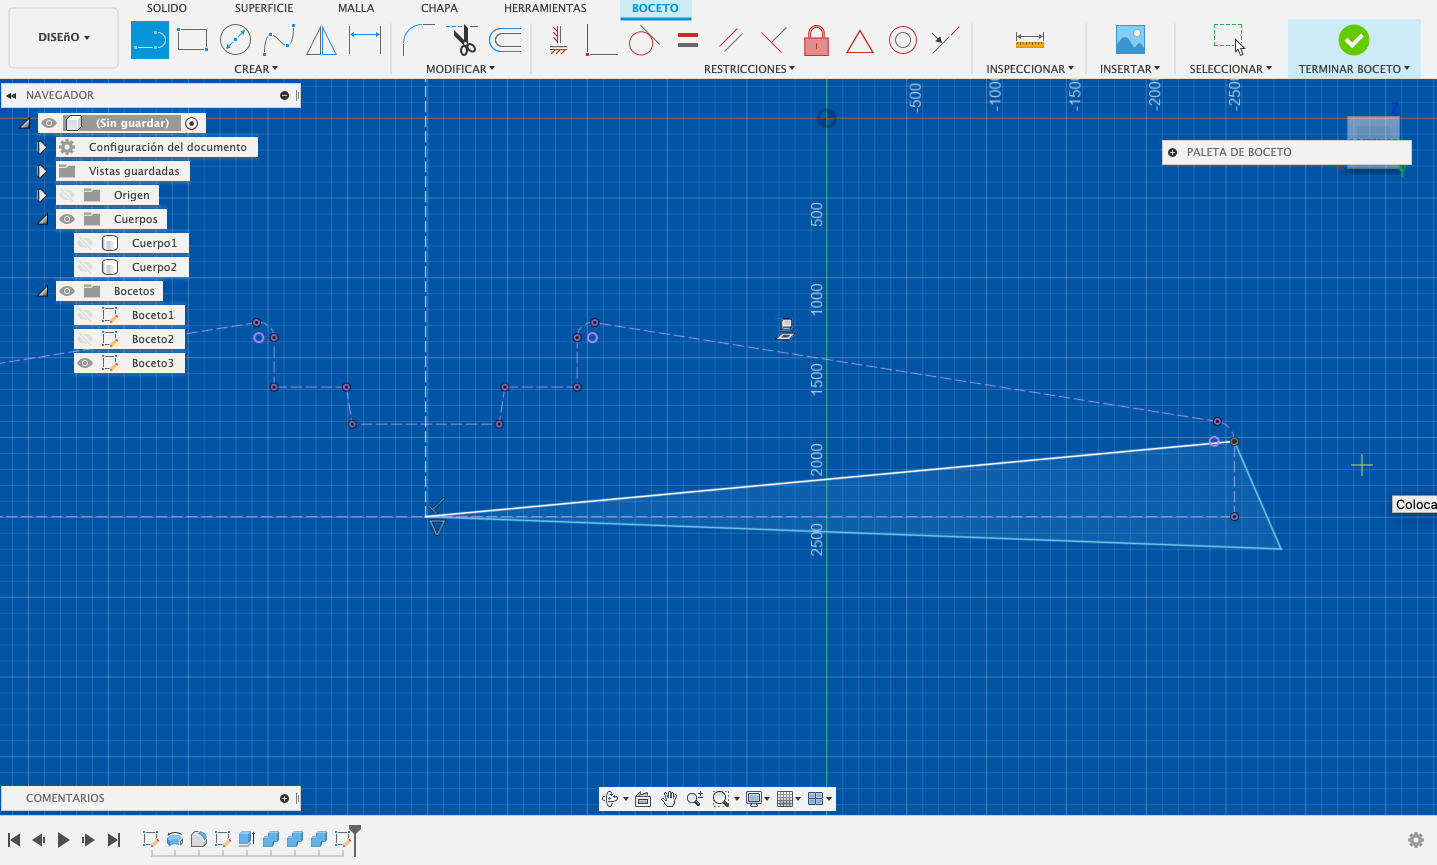 SOLIDO SUPERFICIE MALLA CHAPA HERRAMIENTAS BOCETO
DISEñO
CREAR MODIFICAR RESTRICCIONES INSPECCIONAR INSERTAR SELECCIONAR TERMINAR BOCETO
NAVEGADOR
(Sin guardar)
Configuración del documento
Vistas guardadas
Origen
Cuerpos
Cuerpo1
Cuerpo2
Bocetos
Boceto1
Boceto2
Boceto3
-500
-1000
-1500
-2000
-2500
Z
PALETA DE BOCETO
Y
500
1000
1500
2000
2500
Coloca
COMENTARIOS